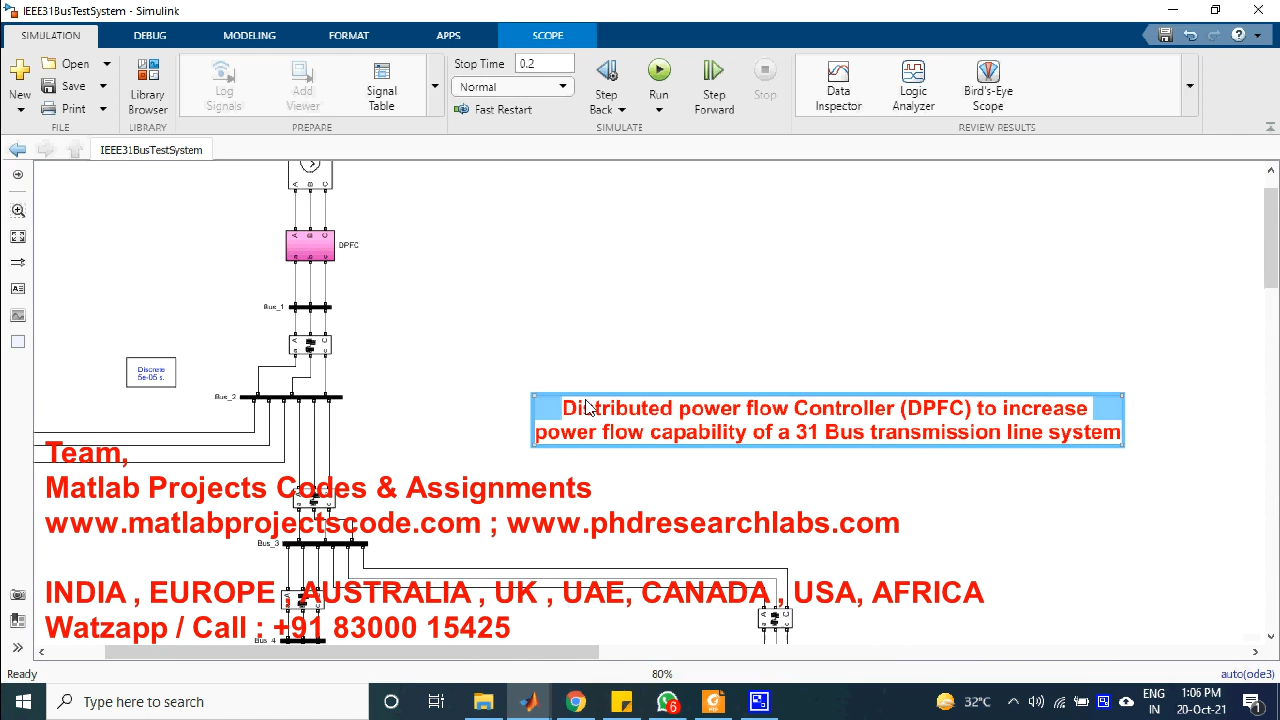 IEEE31BusTestSystem - Simulink
SIMULATION DEBUG MODELING FORMAT APPS SCOPE
New
Open
Save
Print
FILE
Library Browser
LIBRARY
Log Signals
Add Viewer
Signal Table
PREPARE
Stop Time 0.2
Normal
Fast Restart
Step Back
Run
Step Forward
Stop
SIMULATE
Data Inspector
Logic Analyzer
Bird's-Eye Scope
REVIEW RESULTS
IEEE31BusTestSystem
A B C
A B C
DPFC
a b c
Bus_1
A C
a c
Discrete
5e-05 s.
Bus_2
Distributed power flow Controller (DPFC) to increase
power flow capability of a 31 Bus transmission line system
Team,
Matlab Projects Codes & Assignments
www.matlabprojectscode.com ; www.phdresearchlabs.com
Bus_3
INDIA , EUROPE , AUSTRALIA , UK , UAE, CANADA , USA, AFRICA
Watzapp / Call : +91 83000 15425
Bus_4
Ready 80% auto(ode3)
Type here to search
6
32°C
ENG
IN
1:06 PM
20-Oct-21
1